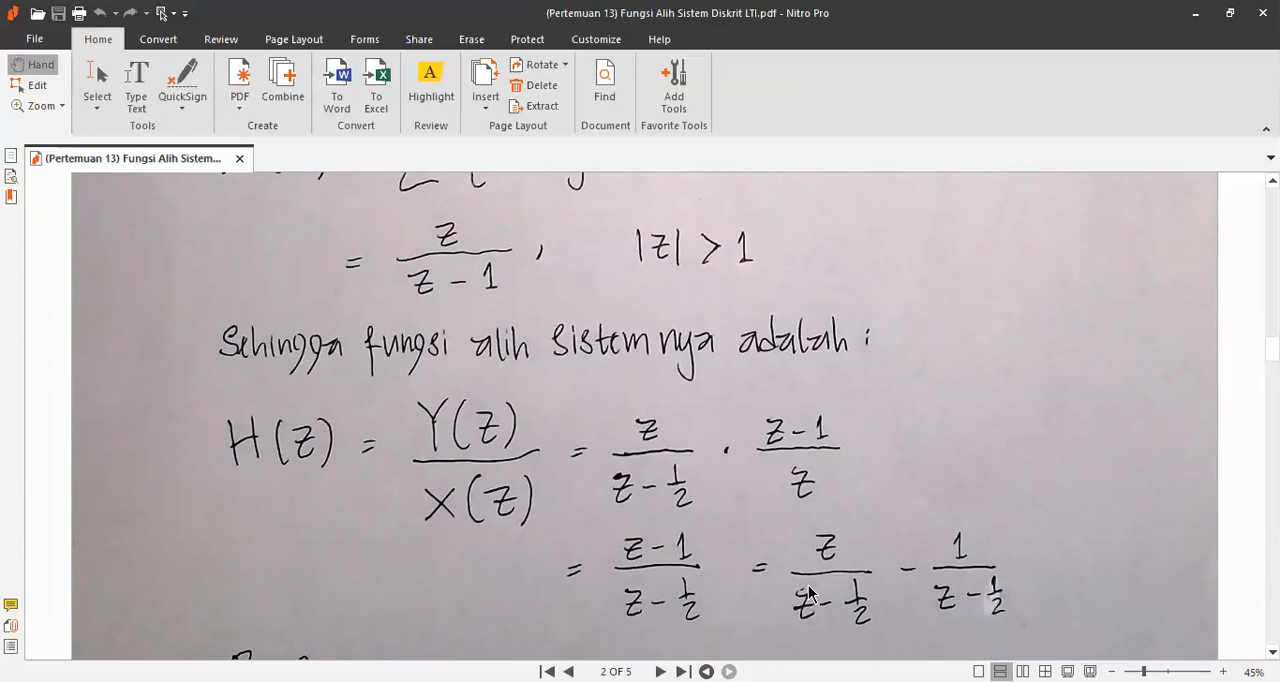 (Pertemuan 13) Fungsi Alih Sistem Diskrit LTI.pdf - Nitro Pro
File Home Convert Review Page Layout Forms Share Erase Protect Customize Help
Hand
Edit
Zoom
Select
Type Text
QuickSign
Tools
PDF
Combine
Create
To Word
To Excel
Convert
Highlight
Review
Insert
Rotate
Delete
Extract
Page Layout
Find
Document
Add Tools
Favorite Tools
(Pertemuan 13) Fungsi Alih Sistem...
= z/(z - 1) , |z| > 1
Sehingga fungsi alih sistemnya adalah :
H(z) = Y(z)/X(z) = z/(z - 1/2) · (z - 1)/z
= (z - 1)/(z - 1/2) = z/(z - 1/2) - 1/(z - 1/2)
2 OF 5
45%